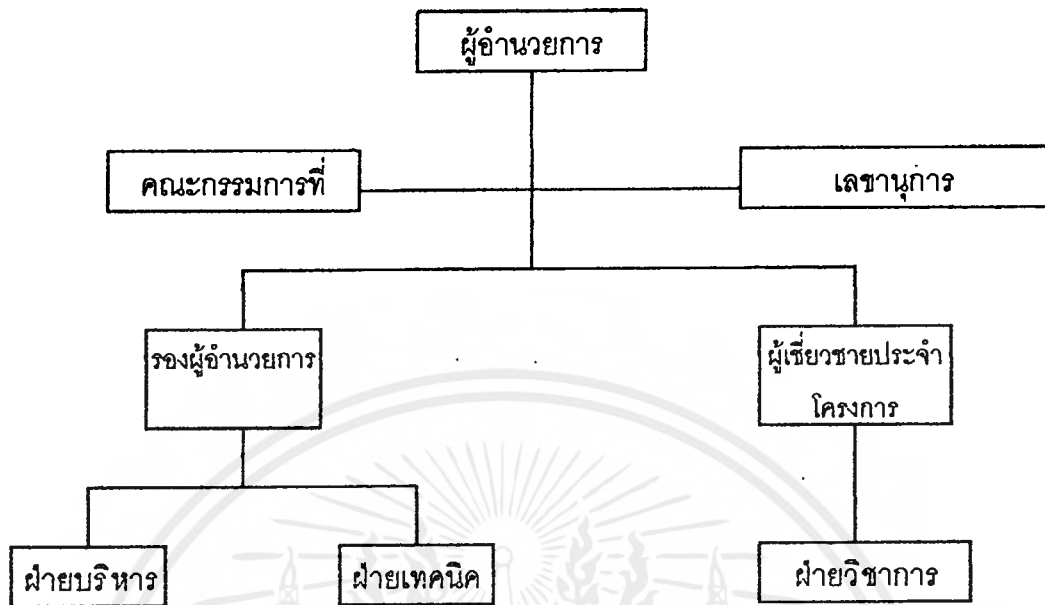 ผู้อำนวยการ
คณะกรรมการที่
เลขานุการ
รองผู้อำนวยการ
ผู้เชี่ยวชายประจำ
โครงการ
ฝ่ายบริหาร
ฝ่ายเทคนิค
ฝ่ายวิชาการ